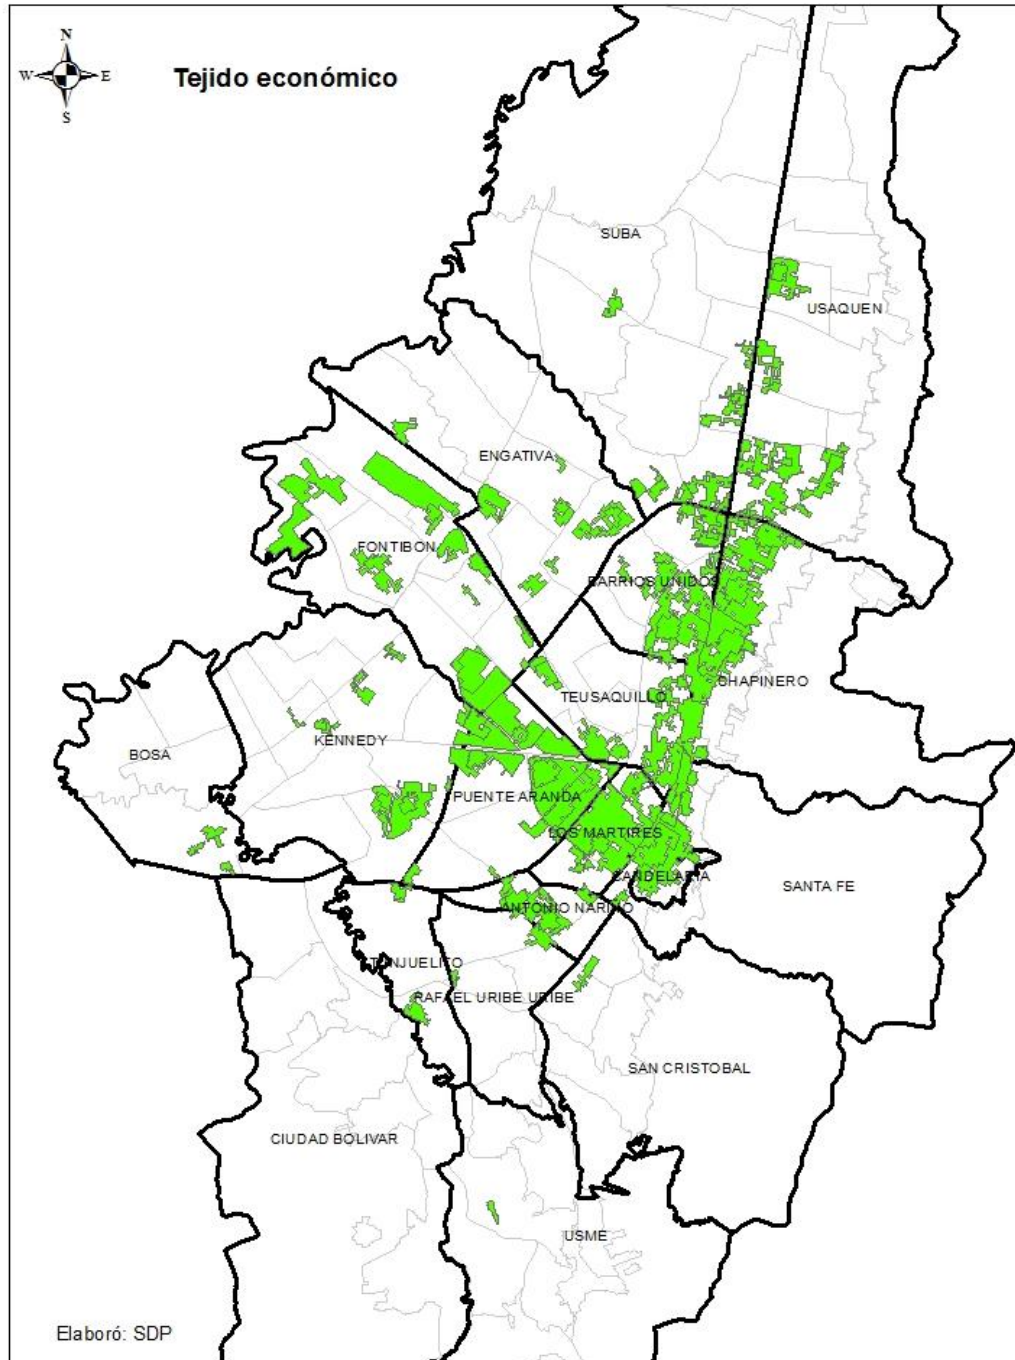 N
W E
S
Tejido económico
SUBA
USAQUEN
ENGATIVA
FONTIBON
BARRIOS UNIDOS
CHAPINERO
TEUSAQUILLO
BOSA
KENNEDY
PUENTE ARANDA
LOS MARTIRES
CANDELARIA
SANTA FE
ANTONIO NARIÑO
TUNJUELITO
RAFAEL URIBE URIBE
SAN CRISTOBAL
CIUDAD BOLIVAR
USME
Elaboró: SDP